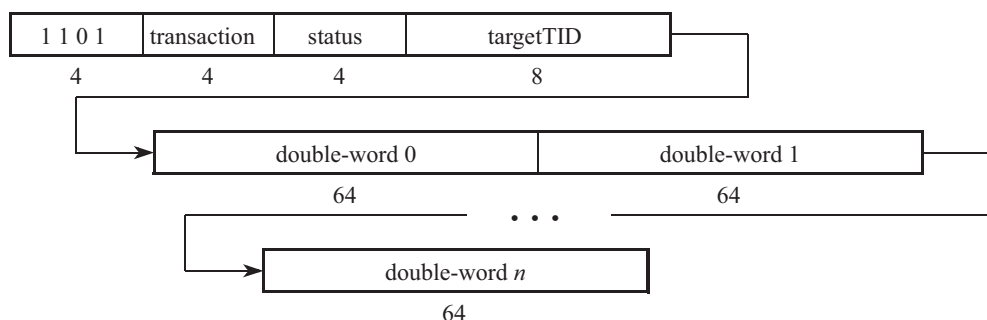 1 1 0 1 transaction status targetTID
4 4 4 8
double-word 0 double-word 1
64 64
• • •
double-word n
64